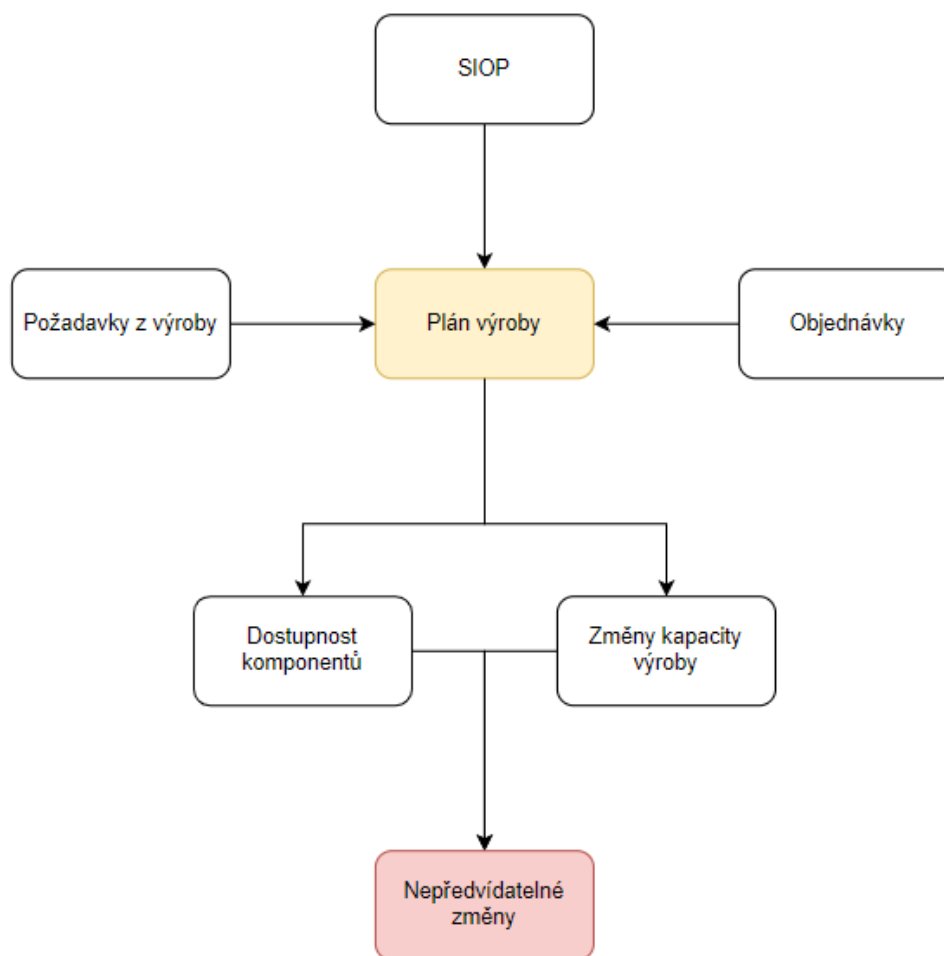 SIOP
Požadavky z výroby
Plán výroby
Objednávky
Dostupnost
komponentů
Změny kapacity
výroby
Nepředvídatelné
změny